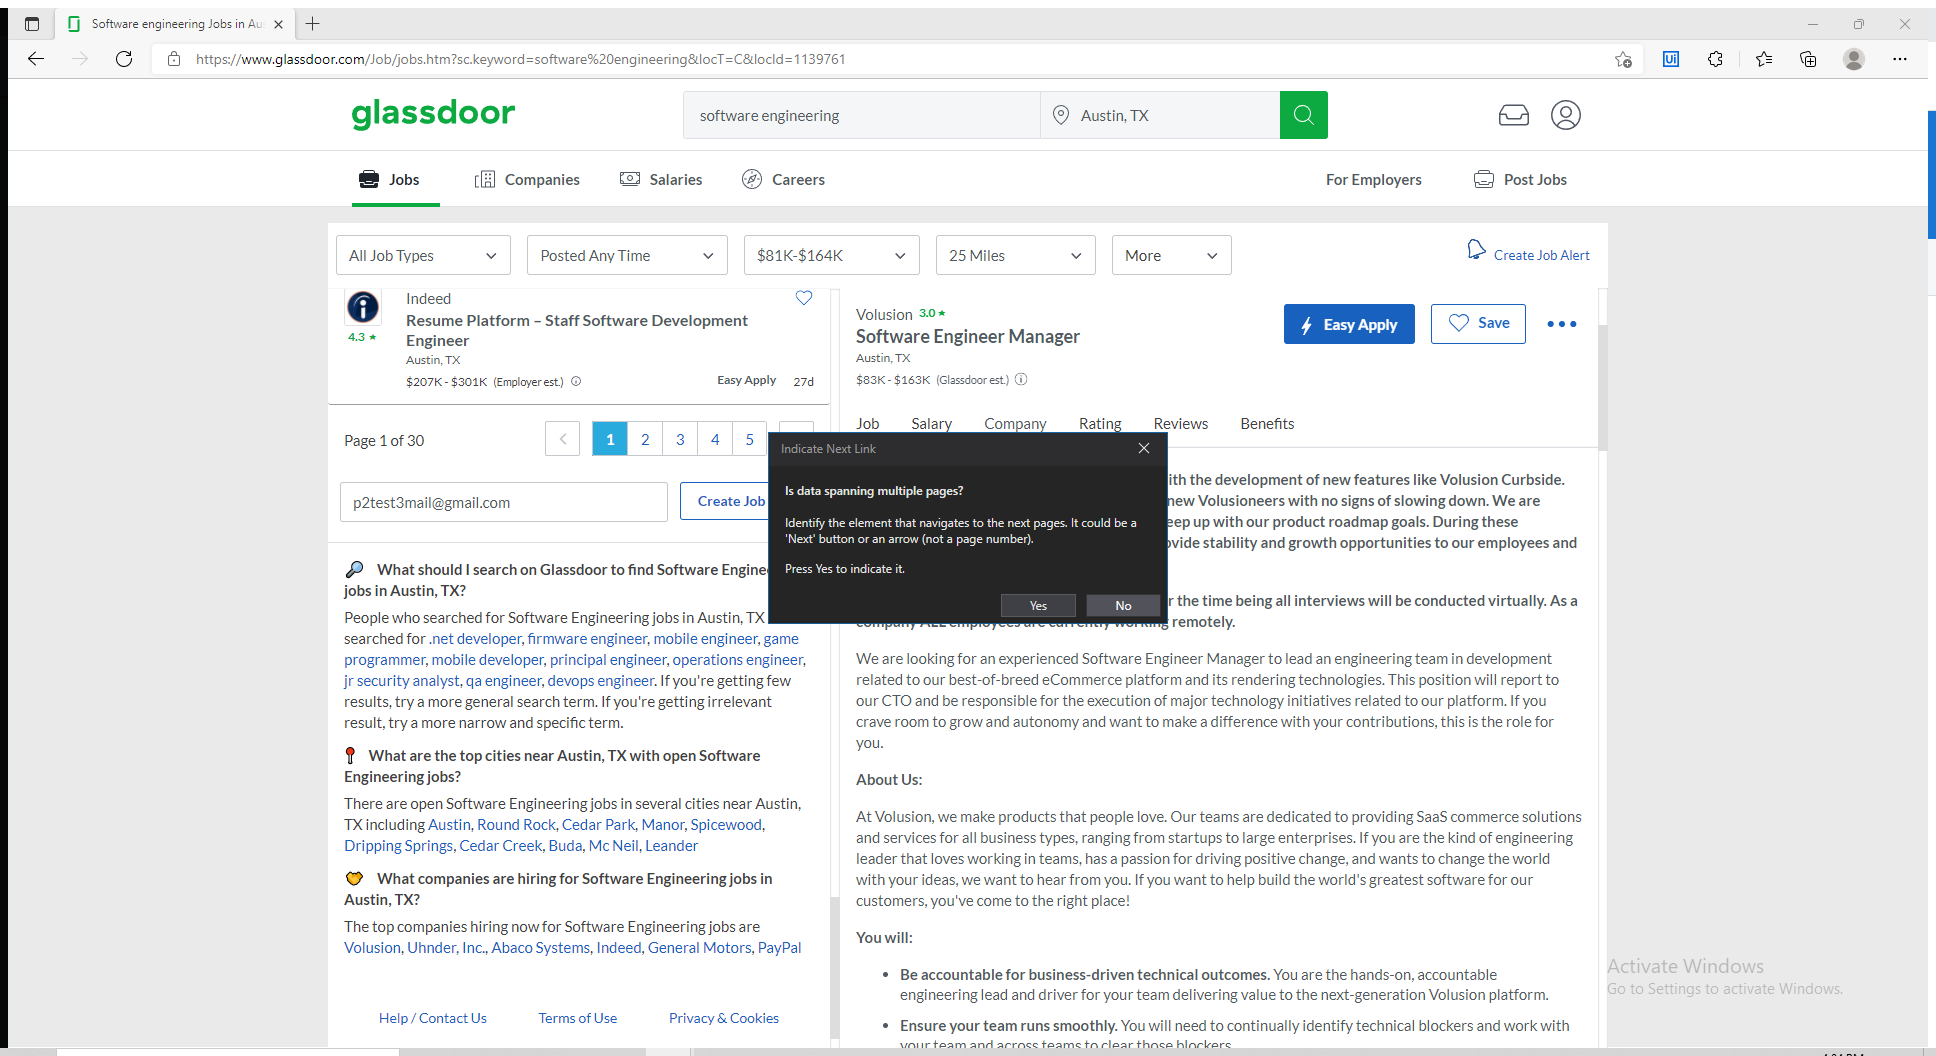 Software engineering Jobs in Au
https://www.glassdoor.com/Job/jobs.htm?sc.keyword=software%20engineering&locT=C&locId=1139761
Ui
glassdoor
software engineering
Austin, TX
Jobs
Companies
Salaries
Careers
For Employers
Post Jobs
All Job Types
Posted Any Time
$81K-$164K
25 Miles
More
Create Job Alert
Indeed
Resume Platform – Staff Software Development
Engineer
4.3 ★
Austin, TX
$207K - $301K (Employer est.)
Easy Apply
27d
Page 1 of 30
1 2 3 4 5
p2test3mail@gmail.com
Create Job
What should I search on Glassdoor to find Software Engine
jobs in Austin, TX?
People who searched for Software Engineering jobs in Austin, TX
searched for .net developer, firmware engineer, mobile engineer, game
programmer, mobile developer, principal engineer, operations engineer,
jr security analyst, qa engineer, devops engineer. If you're getting few
results, try a more general search term. If you're getting irrelevant
result, try a more narrow and specific term.
What are the top cities near Austin, TX with open Software
Engineering jobs?
There are open Software Engineering jobs in several cities near Austin,
TX including Austin, Round Rock, Cedar Park, Manor, Spicewood,
Dripping Springs, Cedar Creek, Buda, Mc Neil, Leander
What companies are hiring for Software Engineering jobs in
Austin, TX?
The top companies hiring now for Software Engineering jobs are
Volusion, Uhnder, Inc., Abaco Systems, Indeed, General Motors, PayPal
Help / Contact Us
Terms of Use
Privacy & Cookies
Volusion 3.0 ★
Software Engineer Manager
Austin, TX
$83K - $163K (Glassdoor est.)
Easy Apply
Save
Job
Salary
Company
Rating
Reviews
Benefits
Indicate Next Link
Is data spanning multiple pages?
Identify the element that navigates to the next pages. It could be a
'Next' button or an arrow (not a page number).
Press Yes to indicate it.
Yes
No
ith the development of new features like Volusion Curbside.
new Volusioneers with no signs of slowing down. We are
eep up with our product roadmap goals. During these
vide stability and growth opportunities to our employees and
r the time being all interviews will be conducted virtually. As a
company ALL employees are currently working remotely.
We are looking for an experienced Software Engineer Manager to lead an engineering team in development
related to our best-of-breed eCommerce platform and its rendering technologies. This position will report to
our CTO and be responsible for the execution of major technology initiatives related to our platform. If you
crave room to grow and autonomy and want to make a difference with your contributions, this is the role for
you.
About Us:
At Volusion, we make products that people love. Our teams are dedicated to providing SaaS commerce solutions
and services for all business types, ranging from startups to large enterprises. If you are the kind of engineering
leader that loves working in teams, has a passion for driving positive change, and wants to change the world
with your ideas, we want to hear from you. If you want to help build the world's greatest software for our
customers, you've come to the right place!
You will:
• Be accountable for business-driven technical outcomes. You are the hands-on, accountable
engineering lead and driver for your team delivering value to the next-generation Volusion platform.
• Ensure your team runs smoothly. You will need to continually identify technical blockers and work with
your team and across teams to clear those blockers
Activate Windows
Go to Settings to activate Windows.